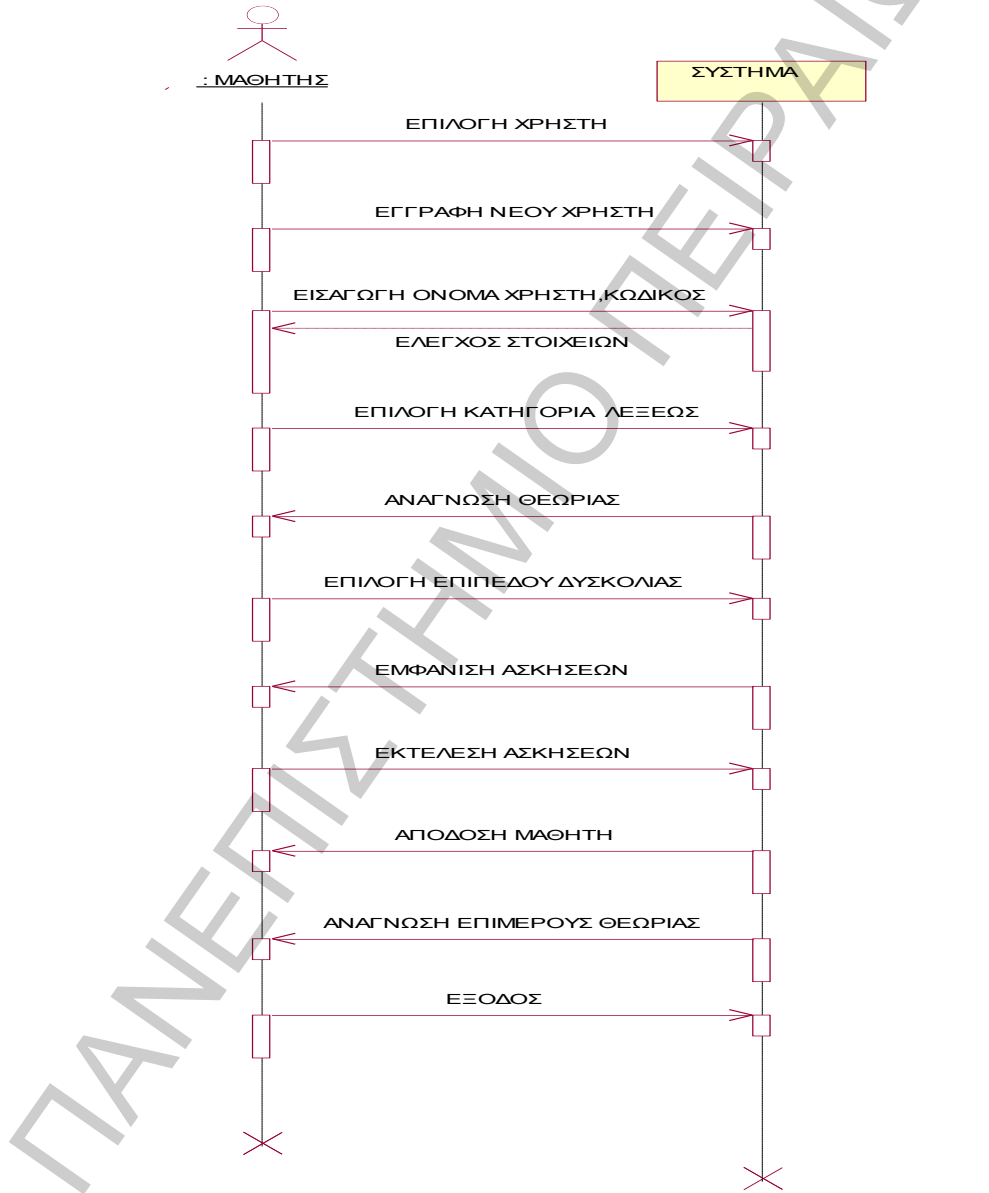 : ΜΑΘΗΤΗΣ
ΣΥΣΤΗΜΑ
ΕΠΙΛΟΓΗ ΧΡΗΣΤΗ
ΕΓΓΡΑΦΗ ΝΕΟΥ ΧΡΗΣΤΗ
ΕΙΣΑΓΩΓΗ ΟΝΟΜΑ ΧΡΗΣΤΗ,ΚΩΔΙΚΟΣ
ΕΛΕΓΧΟΣ ΣΤΟΙΧΕΙΩΝ
ΕΠΙΛΟΓΗ ΚΑΤΗΓΟΡΙΑ ΛΕΞΕΩΣ
ΑΝΑΓΝΩΣΗ ΘΕΩΡΙΑΣ
ΕΠΙΛΟΓΗ ΕΠΙΠΕΔΟΥ ΔΥΣΚΟΛΙΑΣ
ΕΜΦΑΝΙΣΗ ΑΣΚΗΣΕΩΝ
ΕΚΤΕΛΕΣΗ ΑΣΚΗΣΕΩΝ
ΑΠΟΔΟΣΗ ΜΑΘΗΤΗ
ΑΝΑΓΝΩΣΗ ΕΠΙΜΕΡΟΥΣ ΘΕΩΡΙΑΣ
ΕΞΟΔΟΣ
ΠΑΝΕΠΙΣΤΗΜΙΟ ΠΕΙΡΑΙΩ